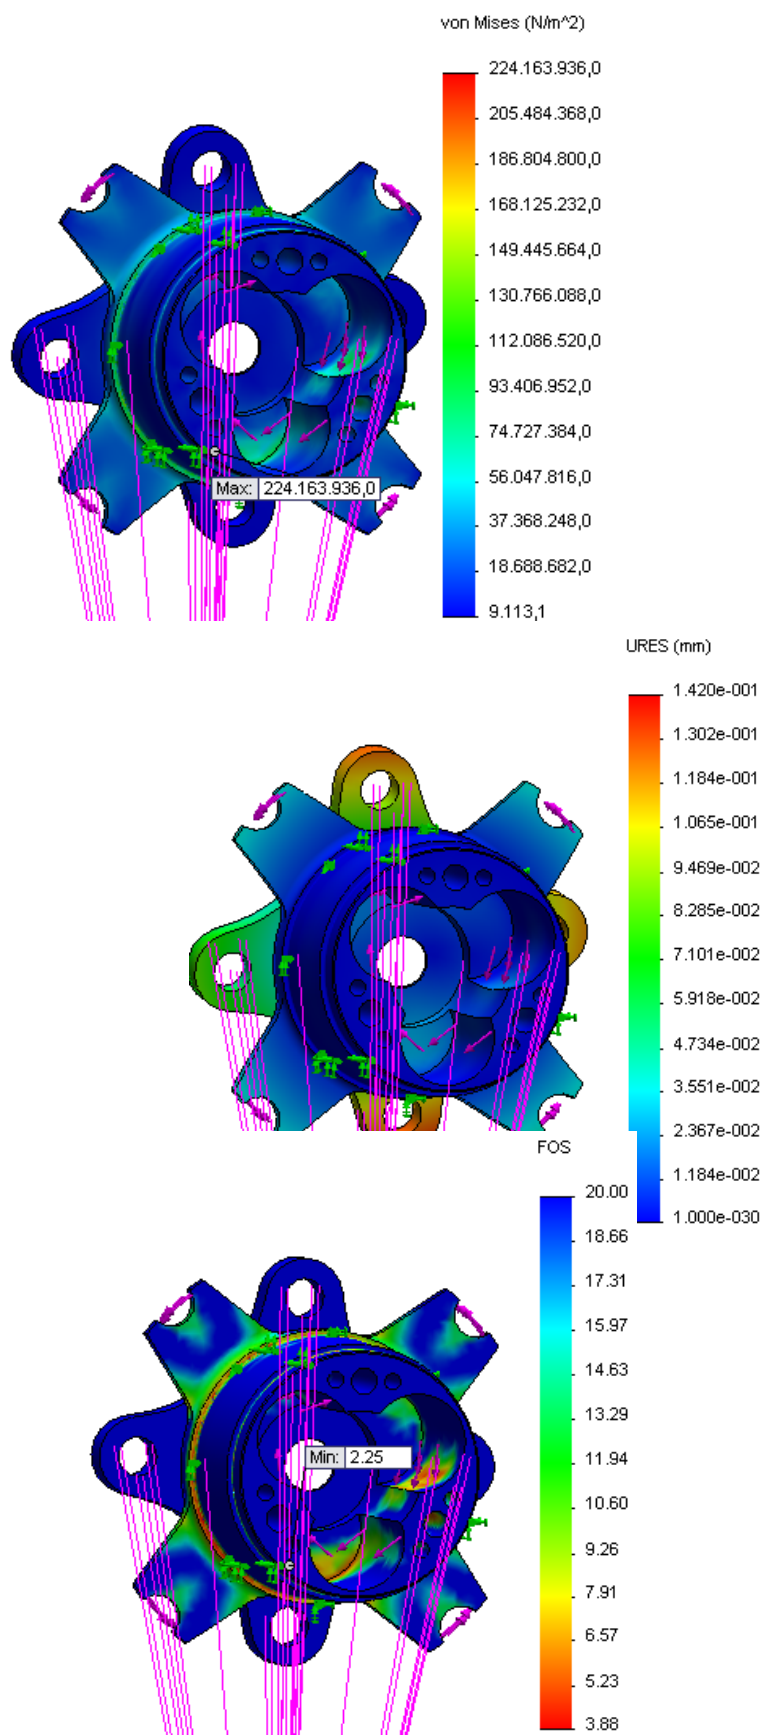 von Mises (N/m^2)
224.163.936,0
205.484.368,0
186.804.800,0
168.125.232,0
149.445.664,0
130.766.088,0
112.086.520,0
93.406.952,0
74.727.384,0
56.047.816,0
37.368.248,0
18.688.682,0
9.113,1
Max: 224.163.936,0
URES (mm)
1.420e-001
1.302e-001
1.184e-001
1.065e-001
9.469e-002
8.285e-002
7.101e-002
5.918e-002
4.734e-002
3.551e-002
2.367e-002
1.184e-002
1.000e-030
FOS
20.00
18.66
17.31
15.97
14.63
13.29
11.94
10.60
9.26
7.91
6.57
5.23
3.88
Min: 2.25